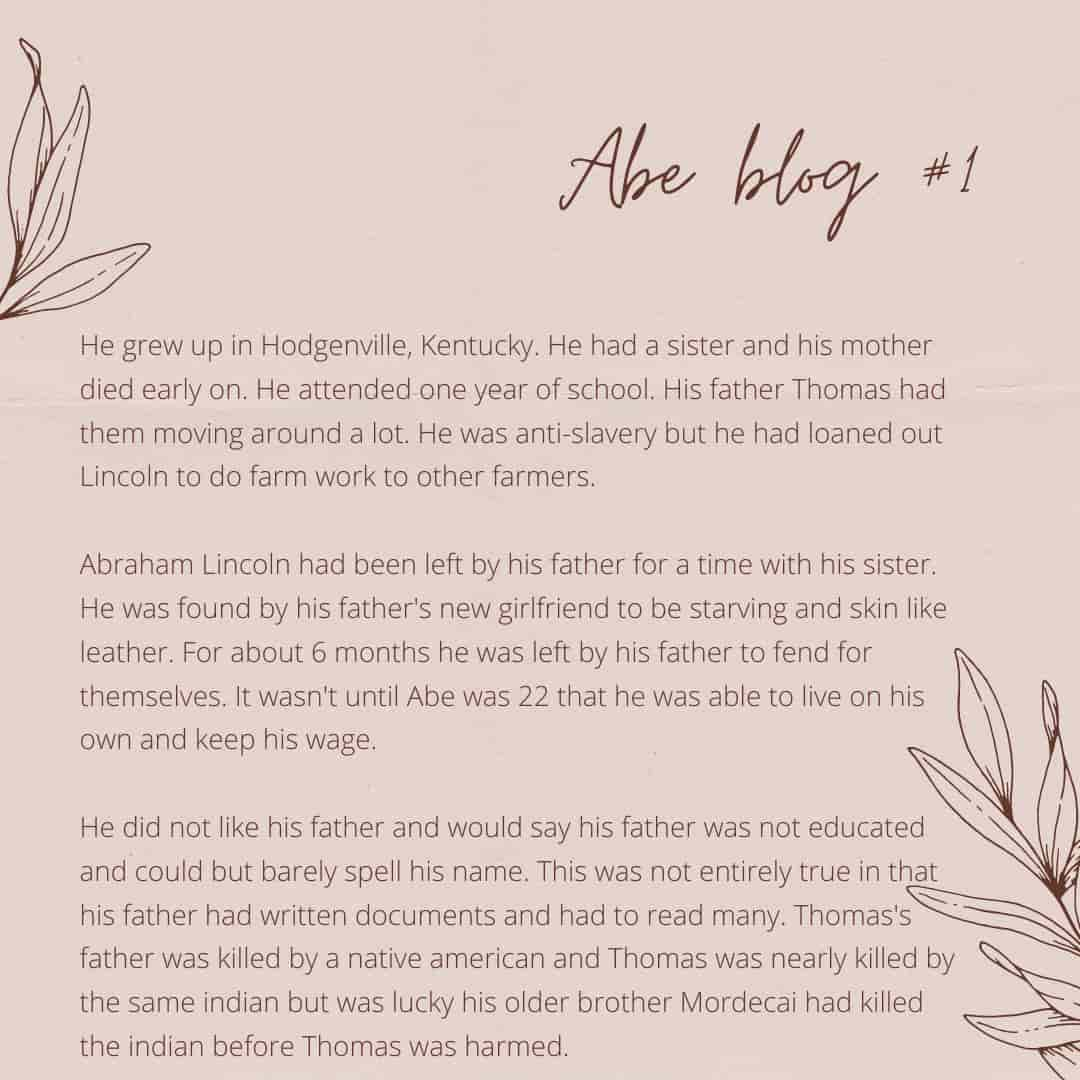 Abe blog #1
He grew up in Hodgenville, Kentucky. He had a sister and his mother
died early on. He attended one year of school. His father Thomas had
them moving around a lot. He was anti-slavery but he had loaned out
Lincoln to do farm work to other farmers.
Abraham Lincoln had been left by his father for a time with his sister.
He was found by his father's new girlfriend to be starving and skin like
leather. For about 6 months he was left by his father to fend for
themselves. It wasn't until Abe was 22 that he was able to live on his
own and keep his wage.
He did not like his father and would say his father was not educated
and could but barely spell his name. This was not entirely true in that
his father had written documents and had to read many. Thomas's
father was killed by a native american and Thomas was nearly killed by
the same indian but was lucky his older brother Mordecai had killed
the indian before Thomas was harmed.